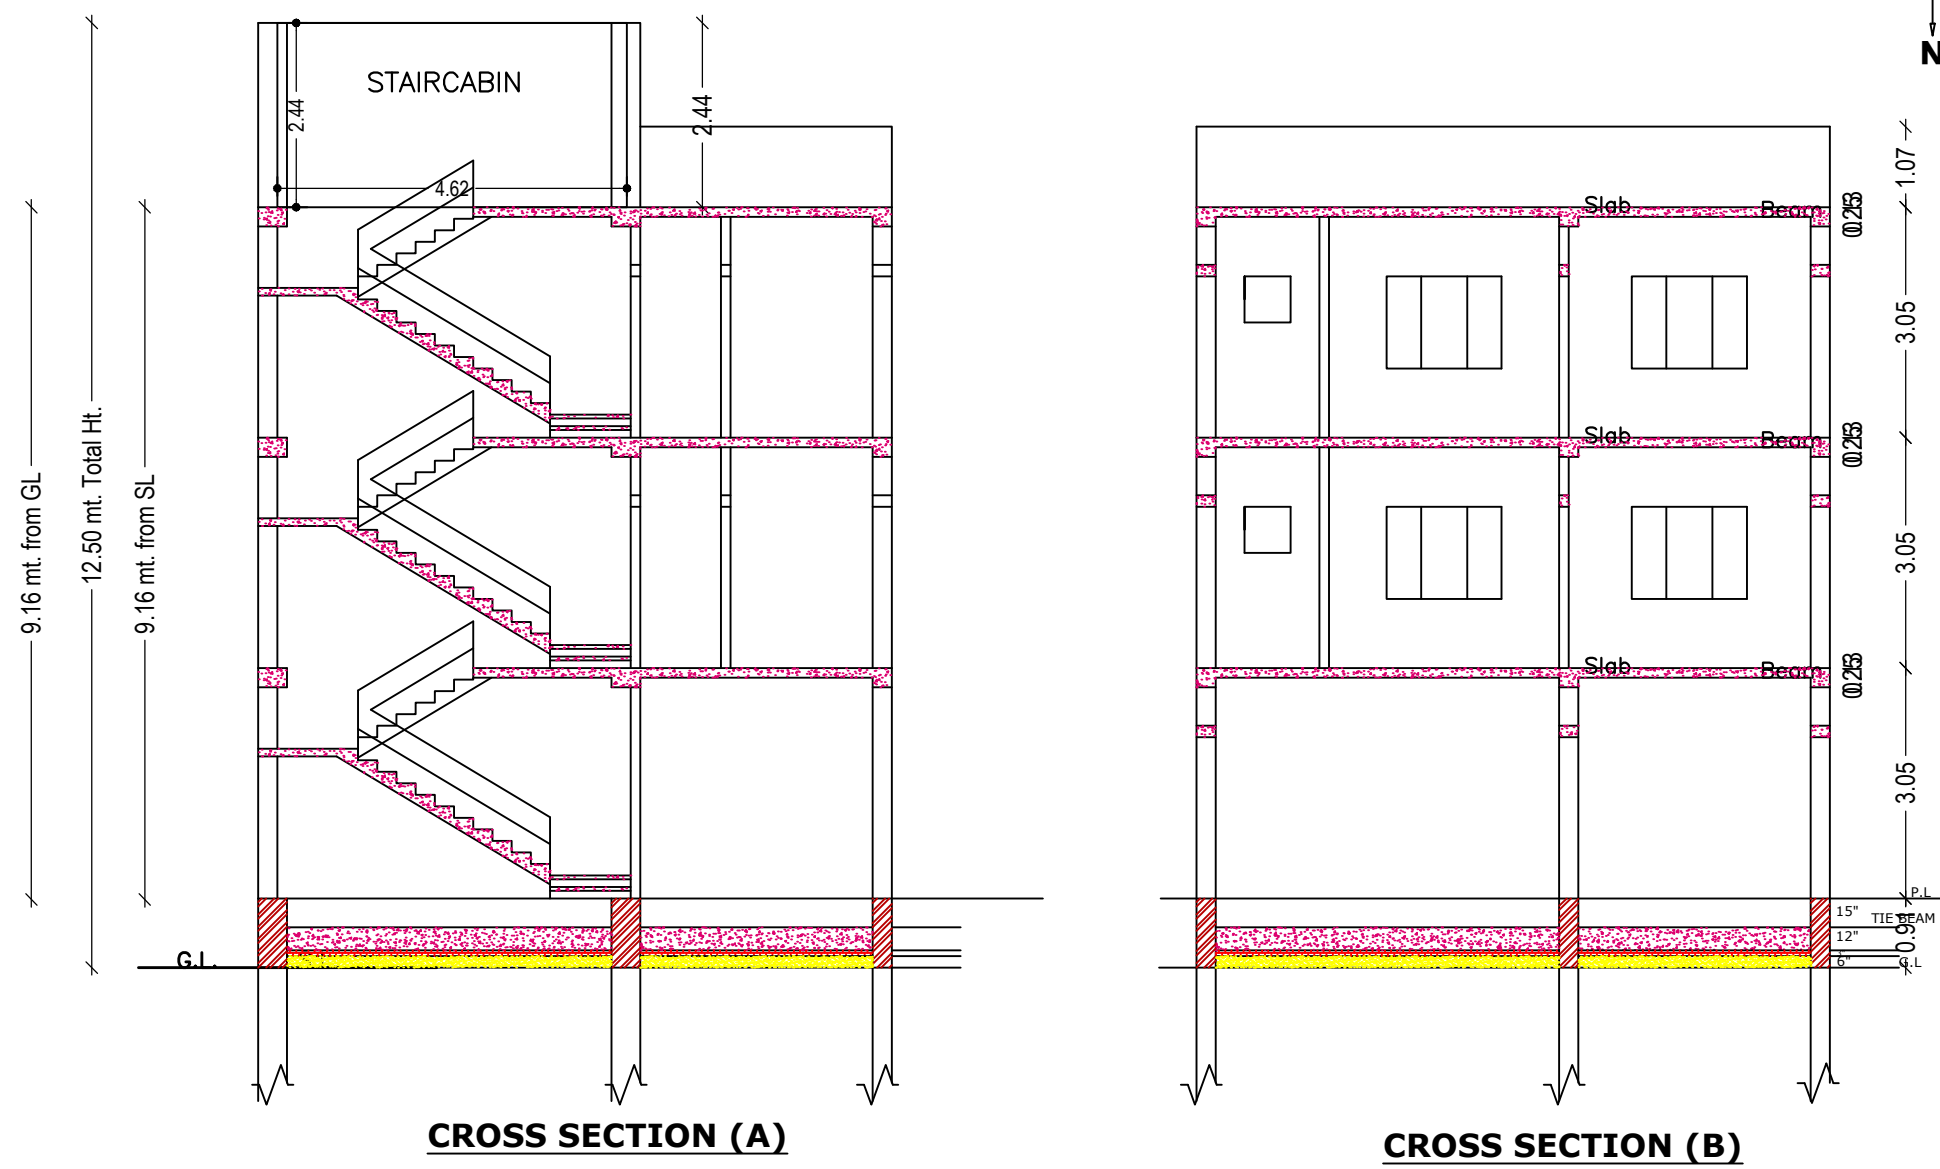 N
STAIRCABIN
2.44
2.44
4.62
9.16 mt. from GL
12.50 mt. Total Ht.
9.16 mt. from SL
G.L.
CROSS SECTION (A)
1.07
Slab
Beam
3.05
Slab
Beam
3.05
Slab
Beam
3.05
P.L
15"
TIE BEAM
12"
6"
G.L
CROSS SECTION (B)